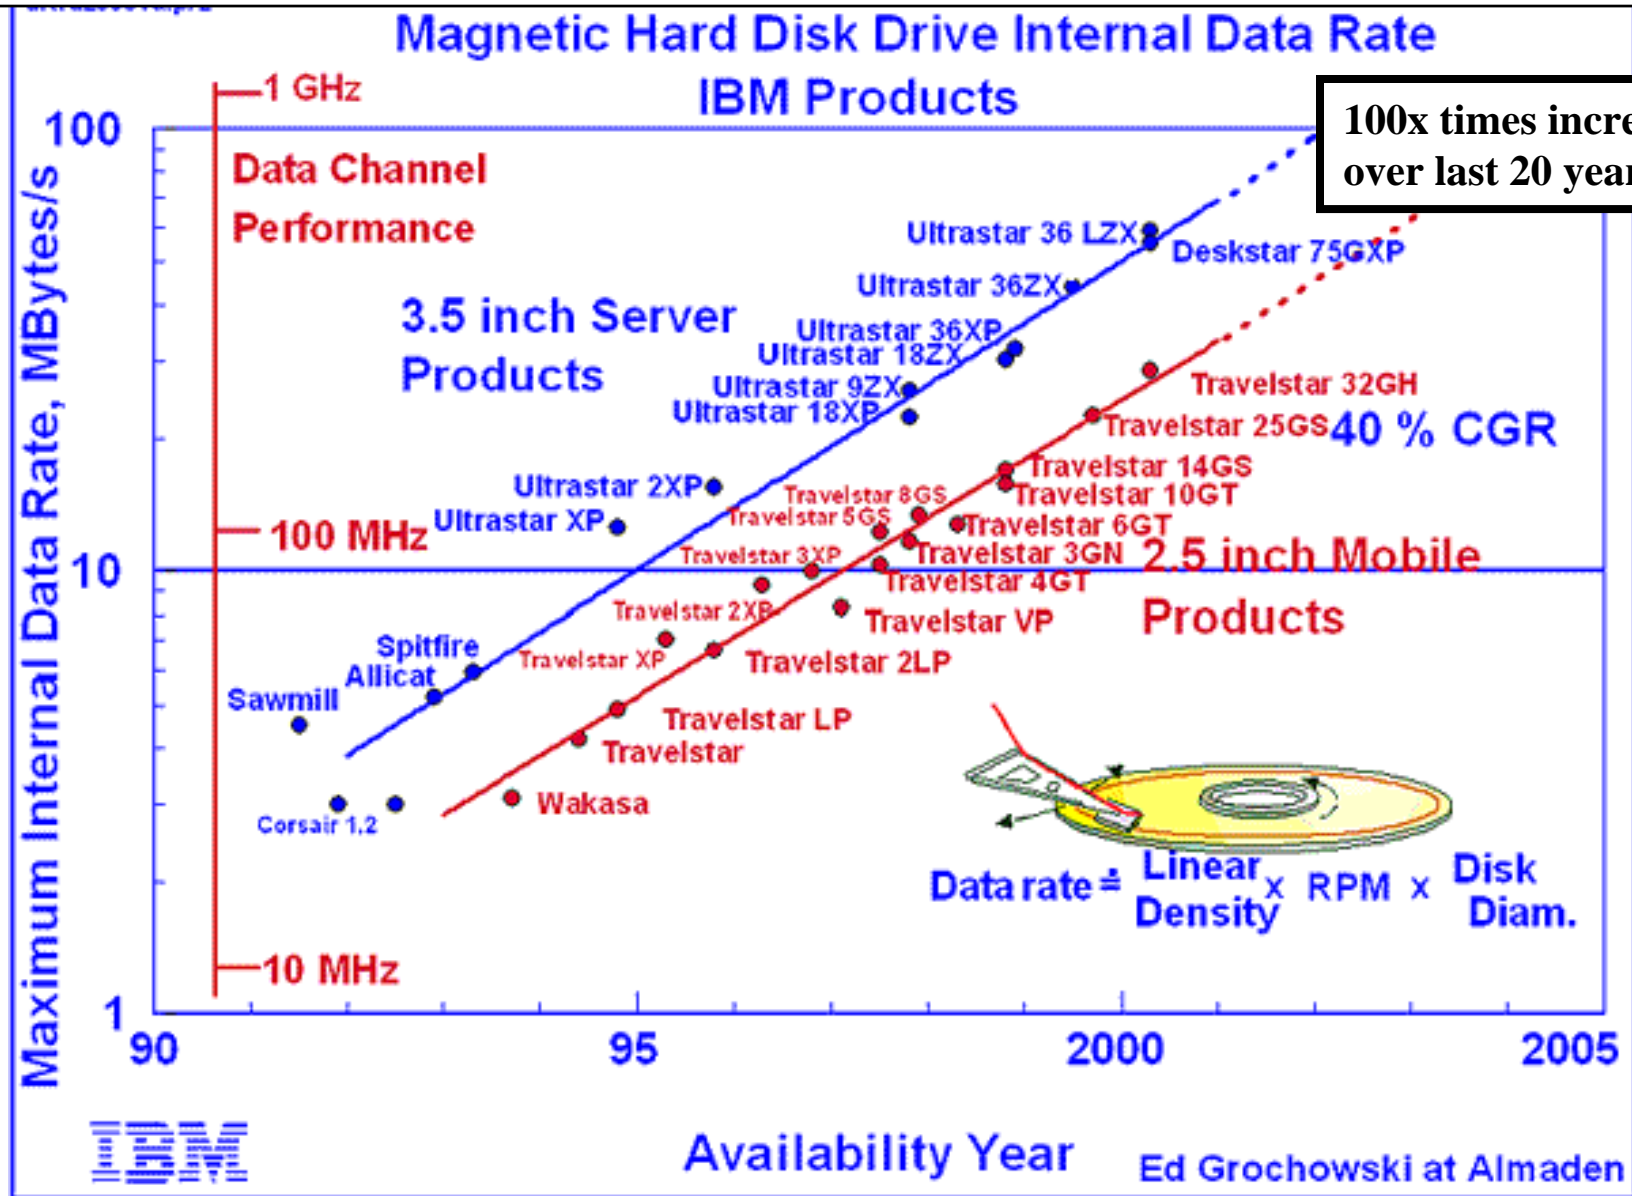 Magnetic Hard Disk Drive Internal Data Rate
IBM Products
100x times incre
over last 20 year
1 GHz
100
Data Channel
Performance
Ultrastar 36 LZX
Deskstar 75GXP
Ultrastar 36ZX
3.5 inch Server
Products
Ultrastar 36XP
Ultrastar 18ZX
Ultrastar 9ZX
Ultrastar 18XP
Travelstar 32GH
Travelstar 25GS
40 % CGR
Travelstar 14GS
Travelstar 10GT
Ultrastar 2XP
Ultrastar XP
Travelstar 8GS
Travelstar 5GS
Travelstar 6GT
100 MHz
Travelstar 3XP
Travelstar 3GN
2.5 inch Mobile
Products
10
Travelstar 4GT
Travelstar 2XP
Travelstar VP
Spitfire
Allicat
Travelstar XP
Travelstar 2LP
Sawmill
Travelstar LP
Travelstar
Wakasa
Corsair 1,2
Data rate ≐ Linear Density x RPM x Disk Diam.
10 MHz
1
90
95
2000
2005
Maximum Internal Data Rate, MBytes/s
IBM
Availability Year
Ed Grochowski at Almaden